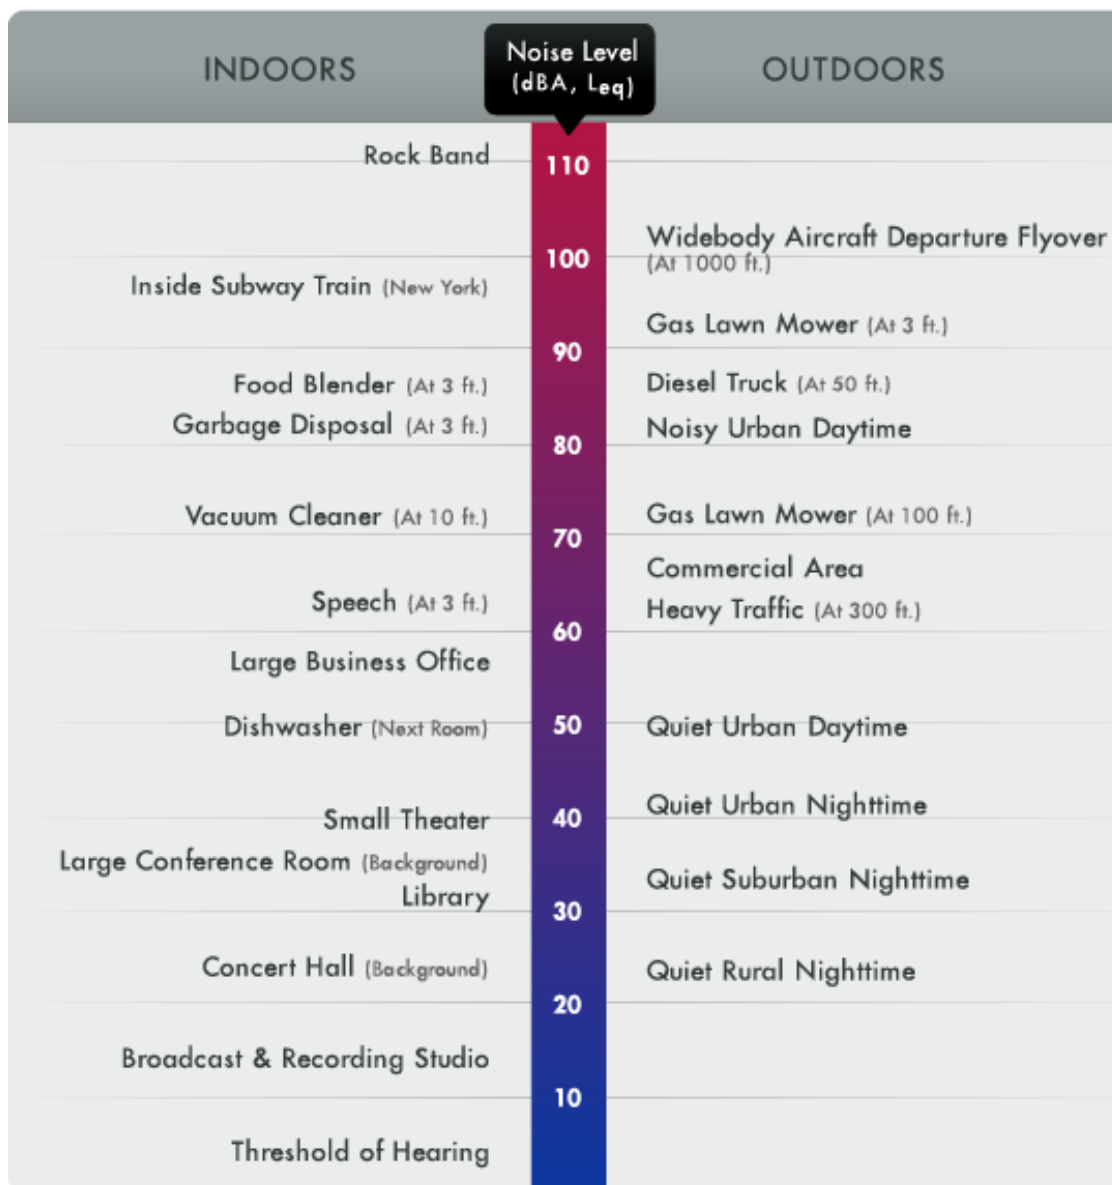 INDOORS
Noise Level
(dBA, Leq)
OUTDOORS
Rock Band
110
Widebody Aircraft Departure Flyover
(At 1000 ft.)
100
Inside Subway Train (New York)
Gas Lawn Mower (At 3 ft.)
90
Food Blender (At 3 ft.)
Diesel Truck (At 50 ft.)
Garbage Disposal (At 3 ft.)
Noisy Urban Daytime
80
Vacuum Cleaner (At 10 ft.)
Gas Lawn Mower (At 100 ft.)
70
Commercial Area
Speech (At 3 ft.)
Heavy Traffic (At 300 ft.)
60
Large Business Office
Dishwasher (Next Room)
50
Quiet Urban Daytime
Quiet Urban Nighttime
Small Theater
40
Large Conference Room (Background)
Quiet Suburban Nighttime
Library
30
Concert Hall (Background)
Quiet Rural Nighttime
20
Broadcast & Recording Studio
10
Threshold of Hearing